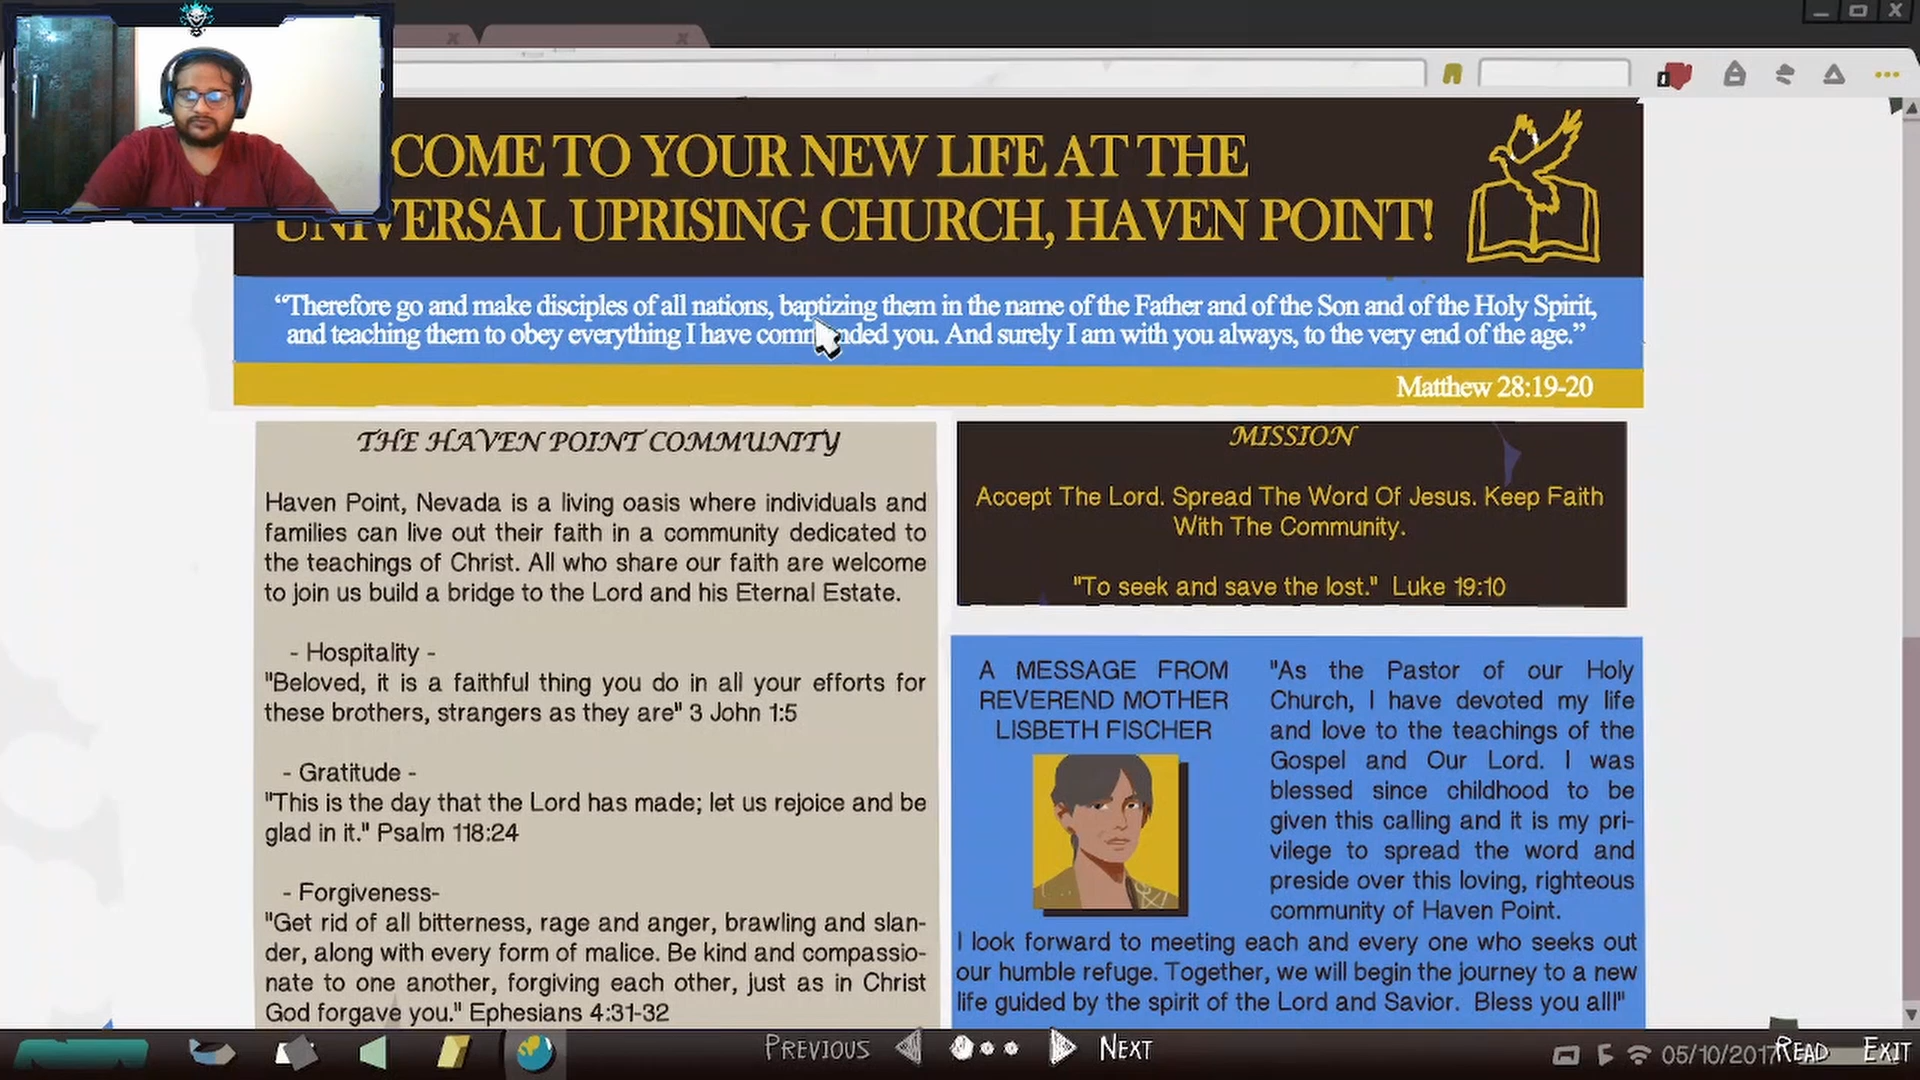 COME TO YOUR NEW LIFE AT THE
UNIVERSAL UPRISING CHURCH, HAVEN POINT!
“Therefore go and make disciples of all nations, baptizing them in the name of the Father and of the Son and of the Holy Spirit,
and teaching them to obey everything I have commanded you. And surely I am with you always, to the very end of the age.”
Matthew 28:19-20
THE HAVEN POINT COMMUNITY
Haven Point, Nevada is a living oasis where individuals and
families can live out their faith in a community dedicated to
the teachings of Christ. All who share our faith are welcome
to join us build a bridge to the Lord and his Eternal Estate.
- Hospitality -
"Beloved, it is a faithful thing you do in all your efforts for
these brothers, strangers as they are" 3 John 1:5
- Gratitude -
"This is the day that the Lord has made; let us rejoice and be
glad in it." Psalm 118:24
- Forgiveness-
"Get rid of all bitterness, rage and anger, brawling and slan-
der, along with every form of malice. Be kind and compassio-
nate to one another, forgiving each other, just as in Christ
God forgave you." Ephesians 4:31-32
MISSION
Accept The Lord. Spread The Word Of Jesus. Keep Faith
With The Community.
"To seek and save the lost." Luke 19:10
A MESSAGE FROM
REVEREND MOTHER
LISBETH FISCHER
"As the Pastor of our Holy
Church, I have devoted my life
and love to the teachings of the
Gospel and Our Lord. I was
blessed since childhood to be
given this calling and it is my pri-
vilege to spread the word and
preside over this loving, righteous
community of Haven Point.
I look forward to meeting each and every one who seeks out
our humble refuge. Together, we will begin the journey to a new
life guided by the spirit of the Lord and Savior. Bless you all!"
PREVIOUS
NEXT
05/10/2017
READ
EXIT